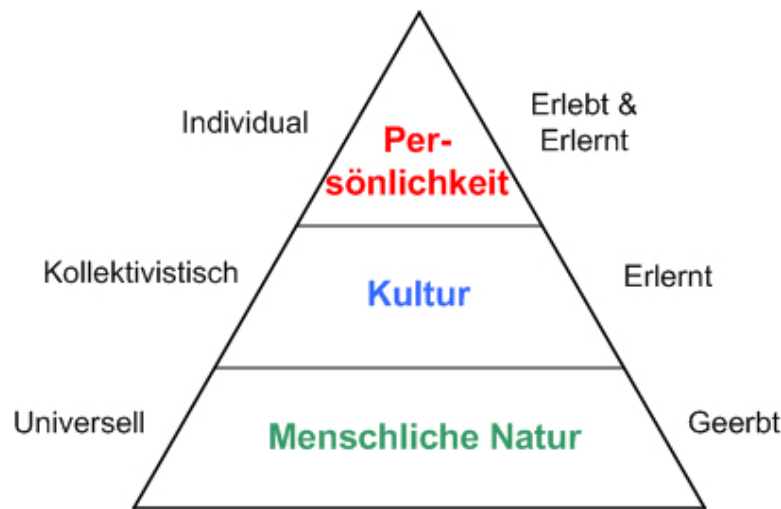 Individual
Per-
sönlichkeit
Erlebt &
Erlernt
Kollektivistisch
Kultur
Erlernt
Universell
Menschliche Natur
Geerbt